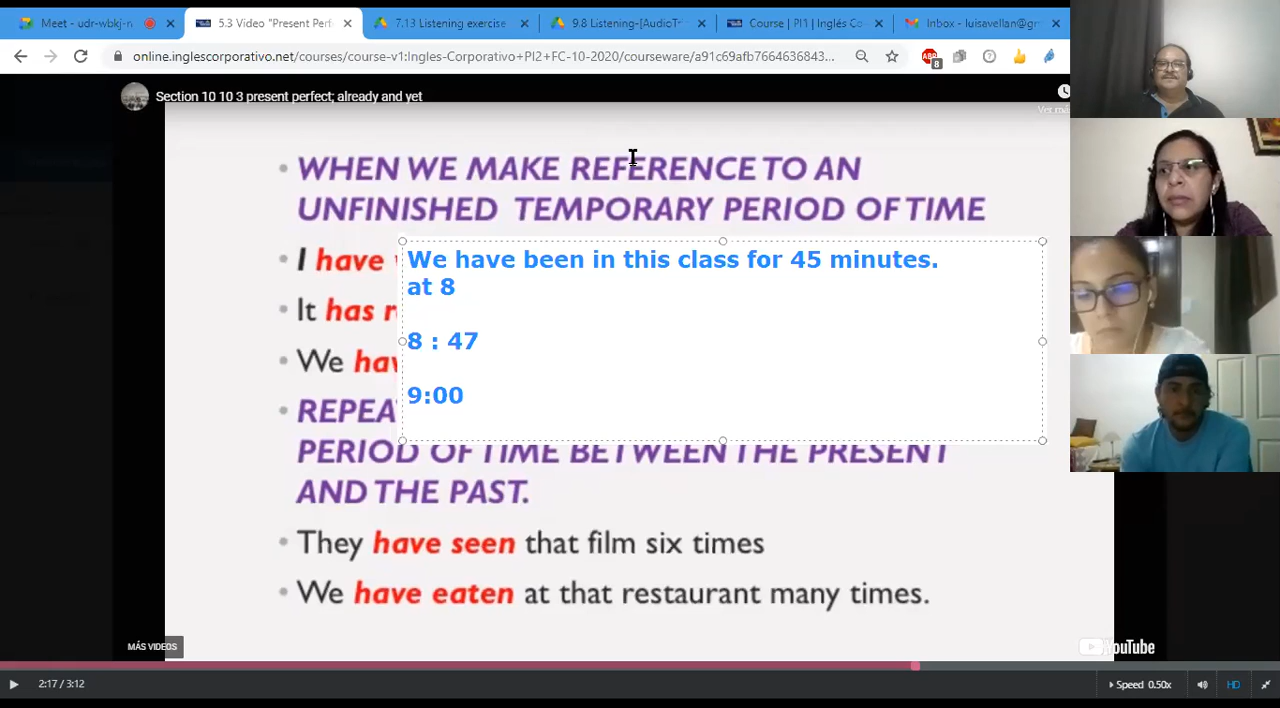 Meet - udr-wbkj-n
5.3 Video "Present Perf
7.13 Listening exercise
9.8 Listening-[AudioTr
Course | PI1 | Inglés Co
Inbox - luisavellan@gm
online.inglescorporativo.net/courses/course-v1:Ingles-Corporativo+PI2+FC-10-2020/courseware/a91c69afb7664636843...
8
Section 10 10 3 present perfect; already and yet
Ver má
WHEN WE MAKE REFERENCE TO AN
UNFINISHED TEMPORARY PERIOD OF TIME
I have
It has r
We hav
We have been in this class for 45 minutes.
at 8
8 : 47
9:00
REPEA
PERIOD OF TIME BETWEEN THE PRESENT
AND THE PAST.
They have seen that film six times
We have eaten at that restaurant many times.
MÁS VIDEOS
YouTube
2:17 / 3:12
Speed 0.50x
HD